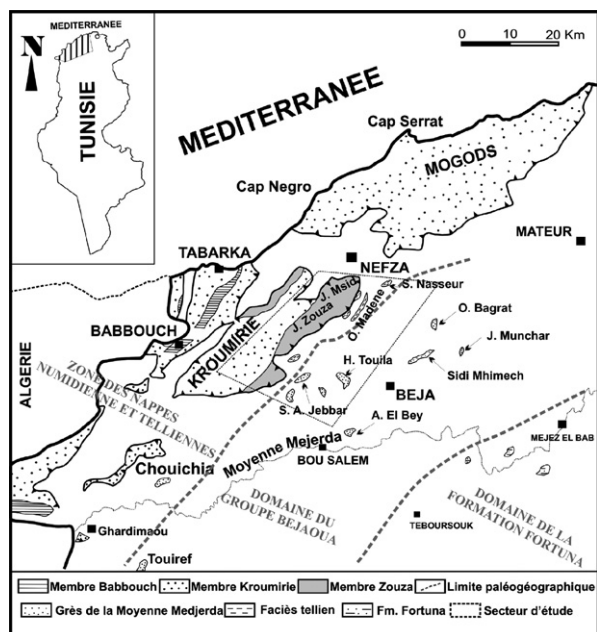 MEDITERRANEE
N
TUNISIE
0 10 20 Km
MEDITERRANEE
Cap Serrat
MOGODS
Cap Negro
MATEUR
TABARKA
NEFZA
S. Nasseur
J. Msid
J. Zouza
O. Madene
O. Bagrat
BABBOUCH
KROUMIRIE
J. Munchar
H. Touila
ALGERIE
ZONE DES NAPPES
NUMIDIENNE ET TELLIENNES
BEJA
Sidi Mhimech
S. A. Jebbar
A. El Bey
Moyenne Mejerda
MEJEZ EL BAB
Chouichia
BOU SALEM
DOMAINE DU
GROUPE BEJAOUA
DOMAINE DE LA
FORMATION FORTUNA
TEBOURSOUK
Ghardimaou
Touiref
Membre Babbouch Membre Kroumirie Membre Zouza Limite paléogéographique
Grès de la Moyenne Medjerda Faciès tellien Fm. Fortuna Secteur d'étude